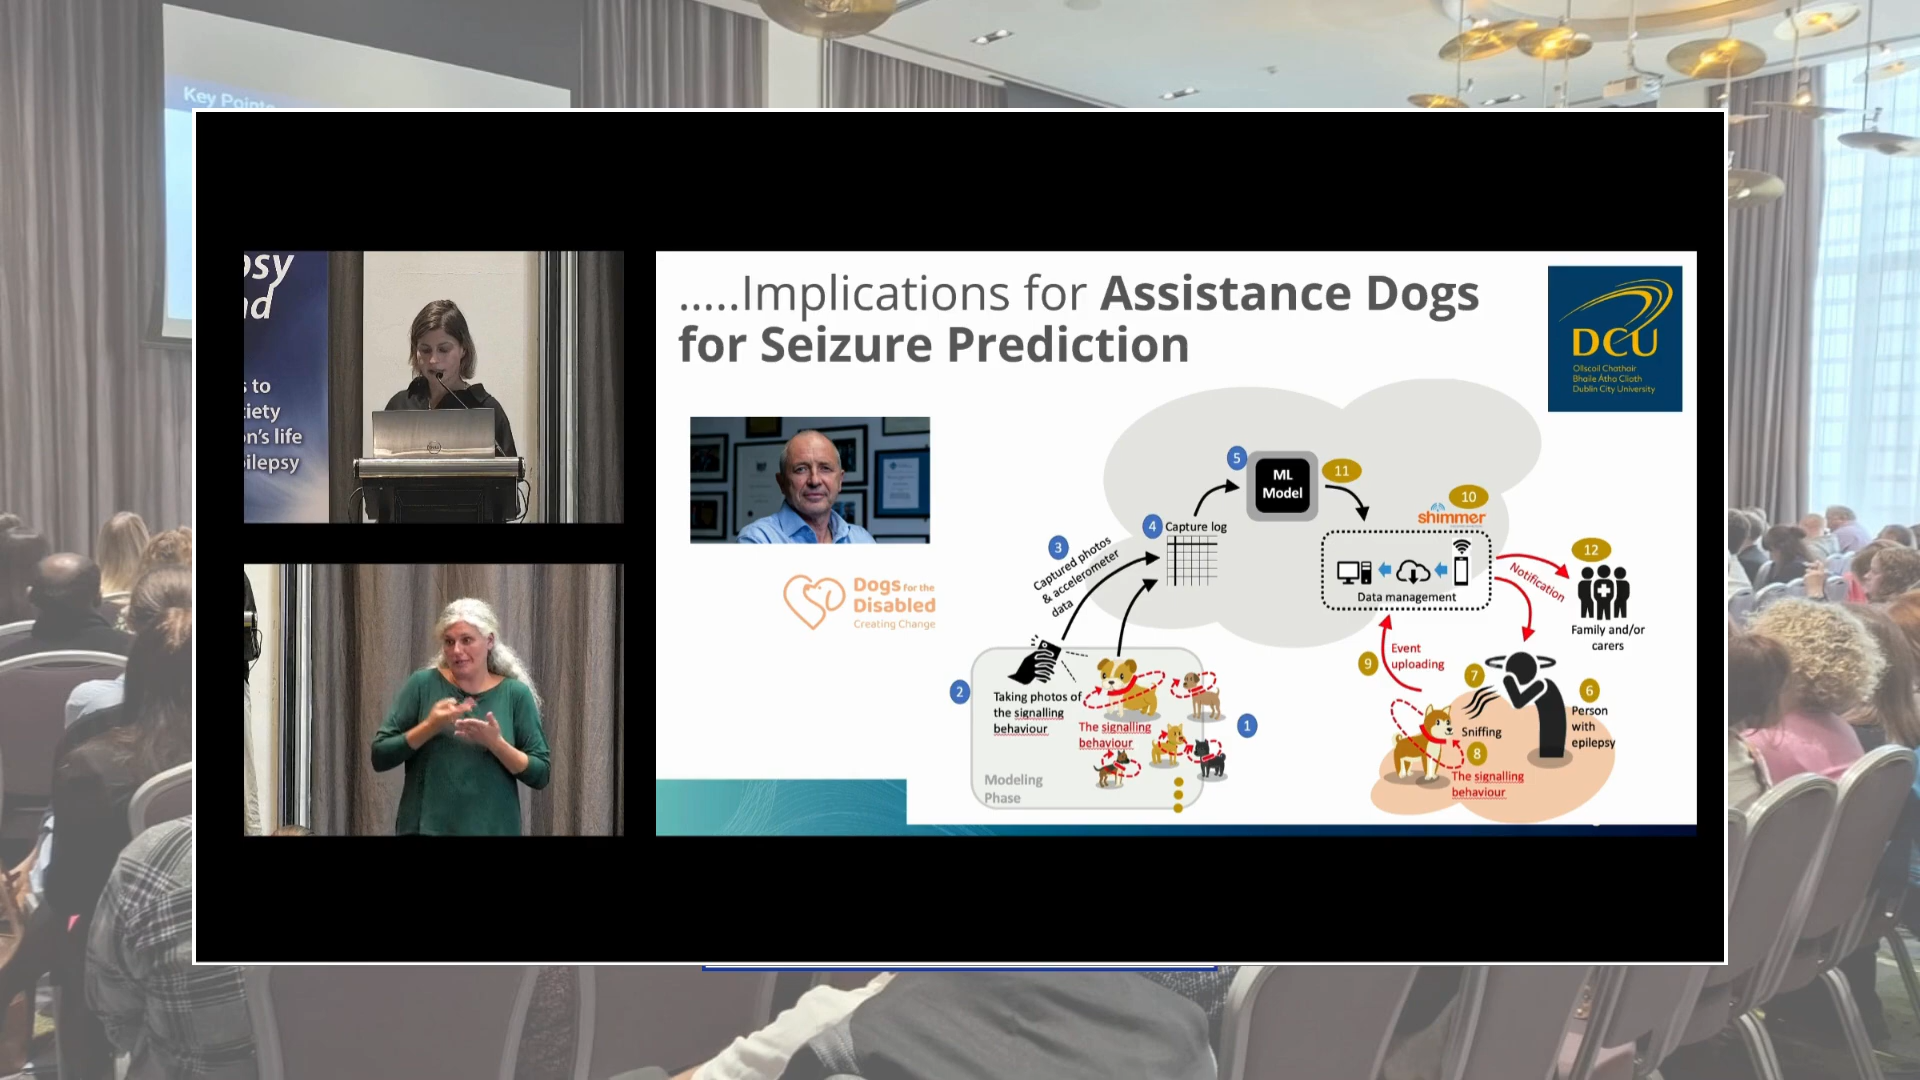 Key Points
osy
nd
s to
iety
n's life
ilepsy
.....Implications for Assistance Dogs
for Seizure Prediction
DCU
Ollscoil Chathair
Bhaile Átha Cliath
Dublin City University
Dogs for the
Disabled
Creating Change
5
ML
Model
11
10
shimmer
4
Capture log
3
Captured photos
& accelerometer
data
12
Notification
Data management
Family and/or
carers
9
Event
uploading
7
6
Person
with
epilepsy
Sniffing
8
The signalling
behaviour
2
Taking photos of
the signalling
behaviour
The signalling
behaviour
1
Modeling
Phase